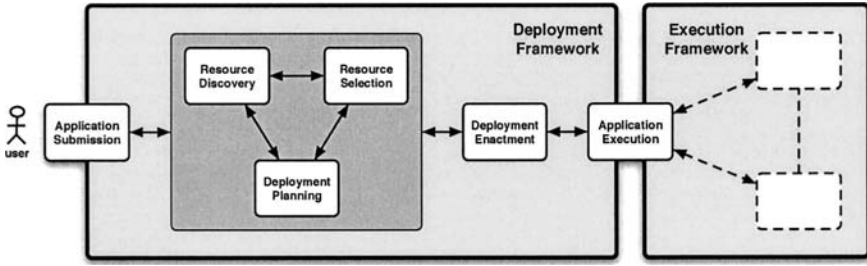 Deployment
Framework
Execution
Framework
Resource
Discovery
Resource
Selection
user
Application
Submission
Deployment
Enactment
Application
Execution
Deployment
Planning